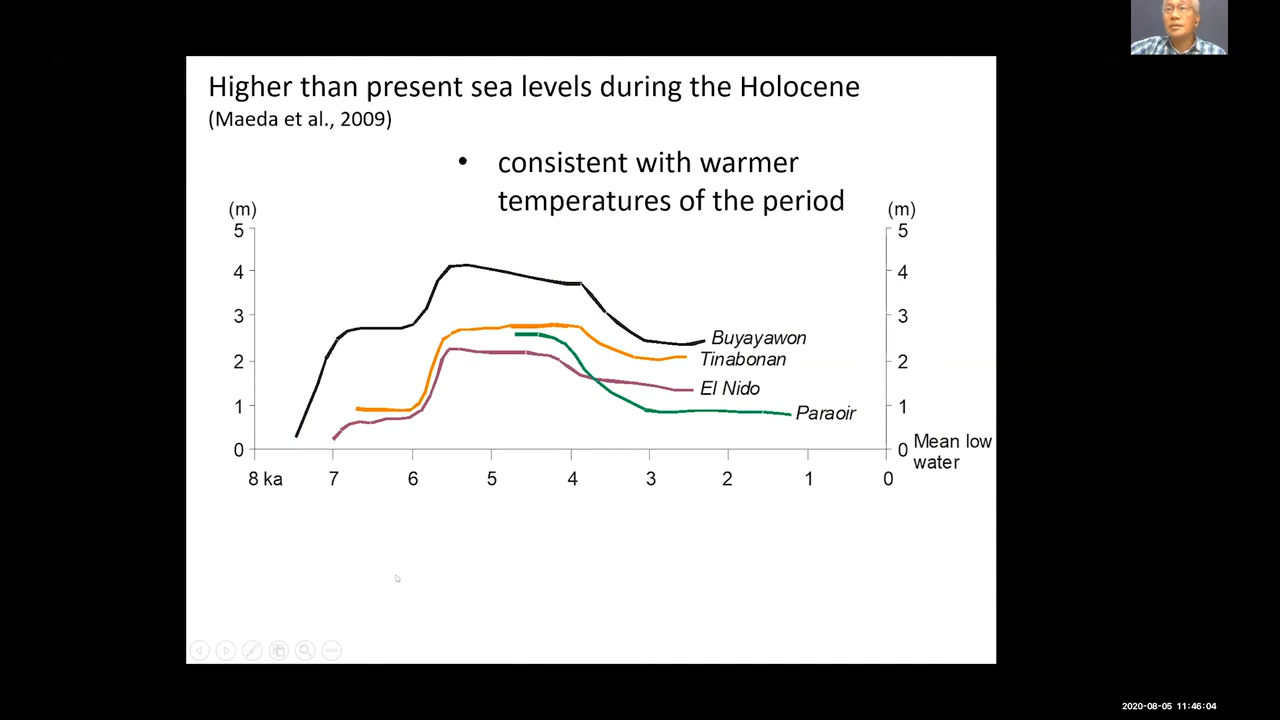 Higher than present sea levels during the Holocene
(Maeda et al., 2009)
• consistent with warmer
temperatures of the period
(m)
(m)
5
5
4
4
3
3
Buyayawon
2
Tinabonan
2
El Nido
1
Paraoir
1
0
0 Mean low
water
8 ka 7 6 5 4 3 2 1 0
2020-08-05 11:46:04